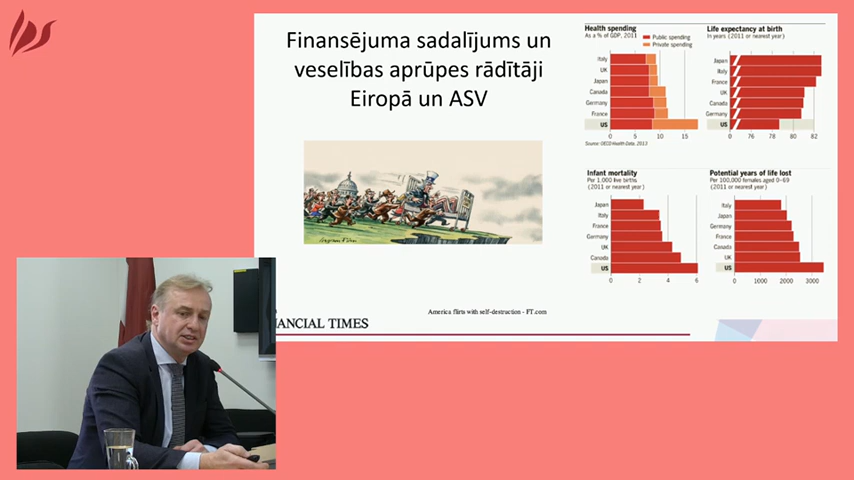 Finansējuma sadalījums un
veselības aprūpes rādītāji
Eiropā un ASV
Health spending
As a % of GDP, 2011
Public spending
Private spending
Italy
UK
Japan
Canada
Germany
France
US
0 5 10 15
Source: OECD Health Data, 2013
Life expectancy at birth
In years (2011 or nearest year)
Japan
Italy
France
UK
Canada
Germany
US
0 76 78 80 82
Infant mortality
Per 1,000 live births
(2011 or nearest year)
Japan
Italy
France
Germany
UK
Canada
US
0 2 4 6
Potential years of life lost
Per 100,000 females aged 0-69
(2011 or nearest year)
Italy
Japan
Germany
France
Canada
UK
US
0 1000 2000 3000
America flirts with self-destruction - FT.com
NANCIAL TIMES